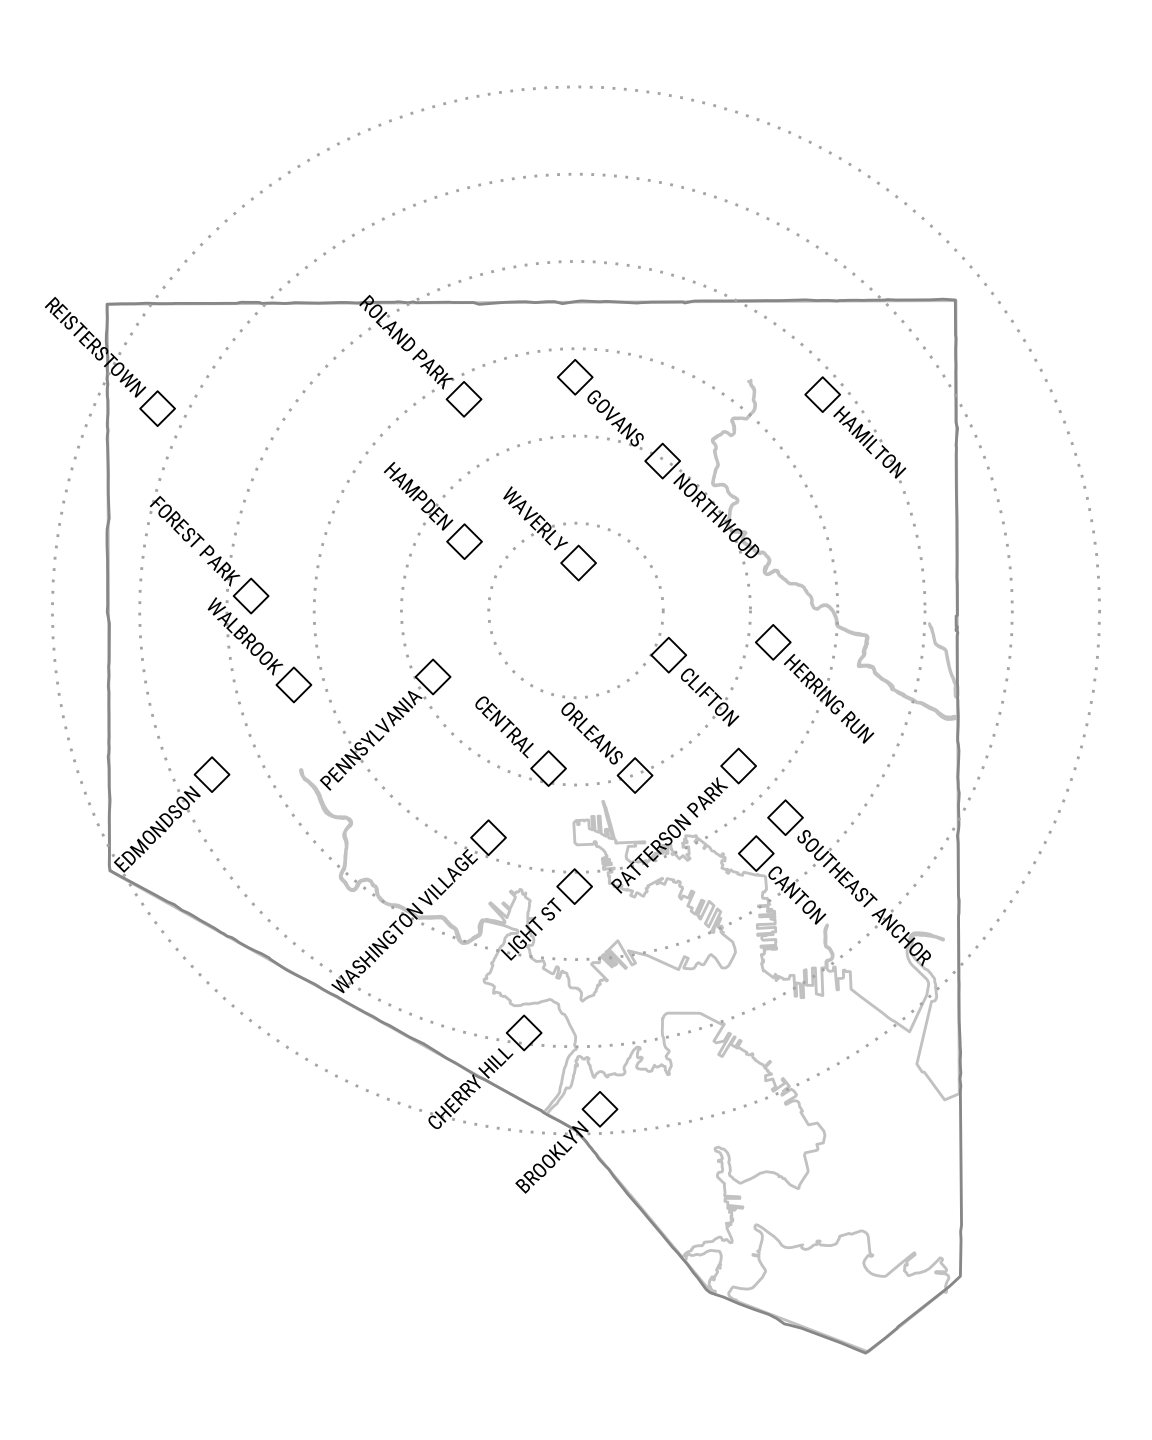 REISTERSTOWN
ROLAND PARK
GOVANS
HAMILTON
HAMPDEN
WAVERLY
NORTHWOOD
FOREST PARK
WALBROOK
PENNSYLVANIA
CENTRAL
ORLEANS
CLIFTON
HERRING RUN
EDMONDSON
WASHINGTON VILLAGE
LIGHT ST
PATTERSON PARK
CANTON
SOUTHEAST ANCHOR
CHERRY HILL
BROOKLYN